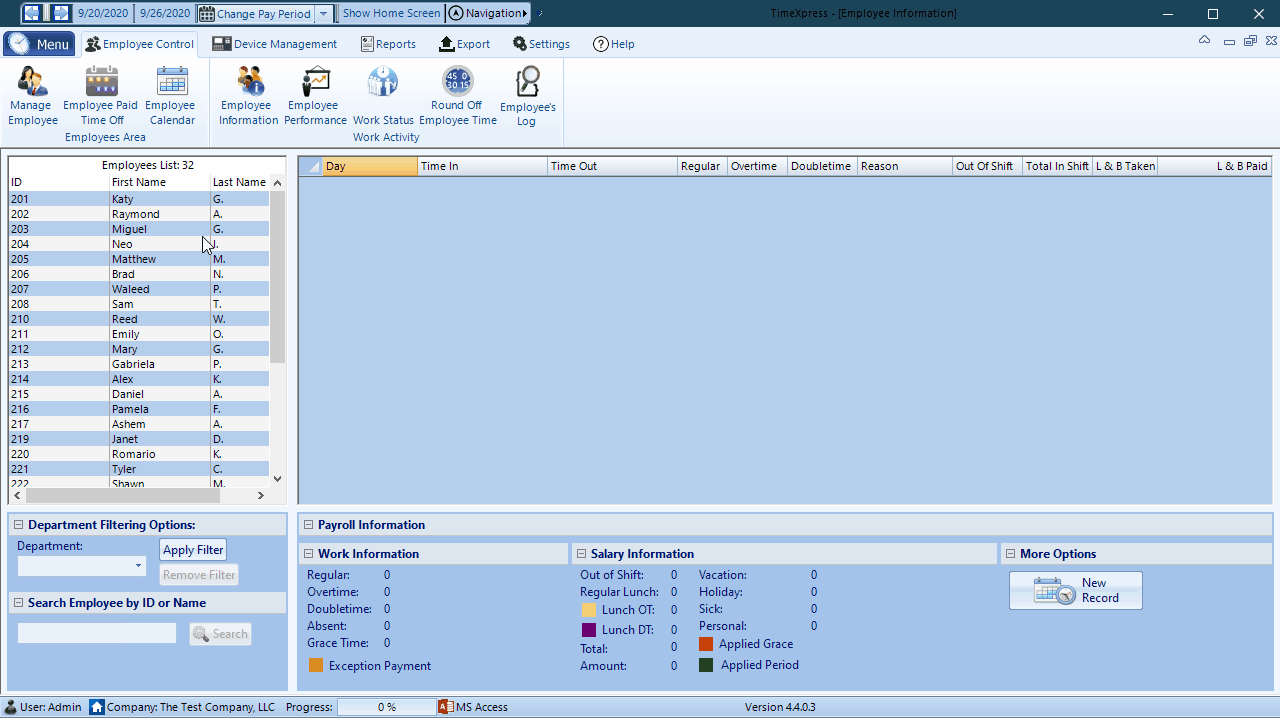 9/20/2020 9/26/2020 Change Pay Period Show Home Screen Navigation TimeXpress - [Employee Information]
Menu Employee Control Device Management Reports Export Settings Help
Manage Employee Employee Paid Time Off Employee Calendar Employee Information Employee Performance Work Status 45 0 30 15 Round Off Employee Time Employee's Log
Employees Area Work Activity
Employees List: 32
ID First Name Last Name
201 Katy G.
202 Raymond A.
203 Miguel G.
204 Neo J.
205 Matthew M.
206 Brad N.
207 Waleed P.
208 Sam T.
210 Reed W.
211 Emily O.
212 Mary G.
213 Gabriela P.
214 Alex K.
215 Daniel A.
216 Pamela F.
217 Ashem A.
219 Janet D.
220 Romario K.
221 Tyler C.
222 Shawn M.
Day Time In Time Out Regular Overtime Doubletime Reason Out Of Shift Total In Shift L & B Taken L & B Paid
Department Filtering Options:
Department: Apply Filter
Remove Filter
Search Employee by ID or Name
Search
Payroll Information
Work Information
Regular: 0
Overtime: 0
Doubletime: 0
Absent: 0
Grace Time: 0
Exception Payment
Salary Information
Out of Shift: 0 Vacation: 0
Regular Lunch: 0 Holiday: 0
Lunch OT: 0 Sick: 0
Lunch DT: 0 Personal: 0
Total: 0 Applied Grace
Amount: 0 Applied Period
More Options
New Record
User: Admin Company: The Test Company, LLC Progress: 0 % MS Access Version 4.4.0.3